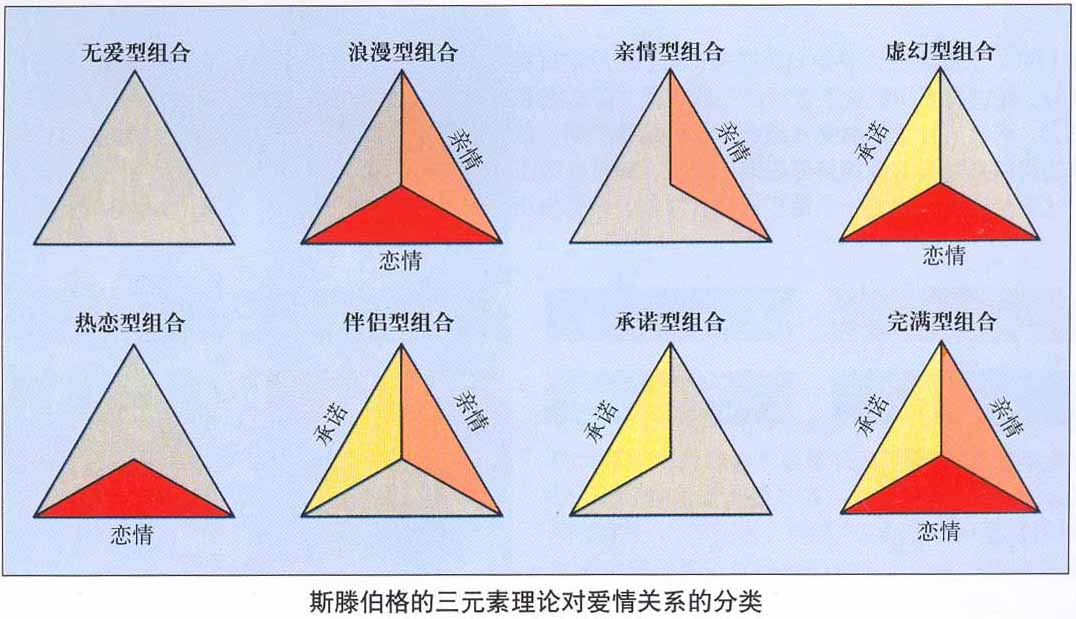 无爱型组合
浪漫型组合
亲情型组合
虚幻型组合
亲情
恋情
亲情
承诺
恋情
热恋型组合
伴侣型组合
承诺型组合
完满型组合
恋情
承诺
亲情
承诺
承诺
亲情
恋情
斯滕伯格的三元素理论对爱情关系的分类